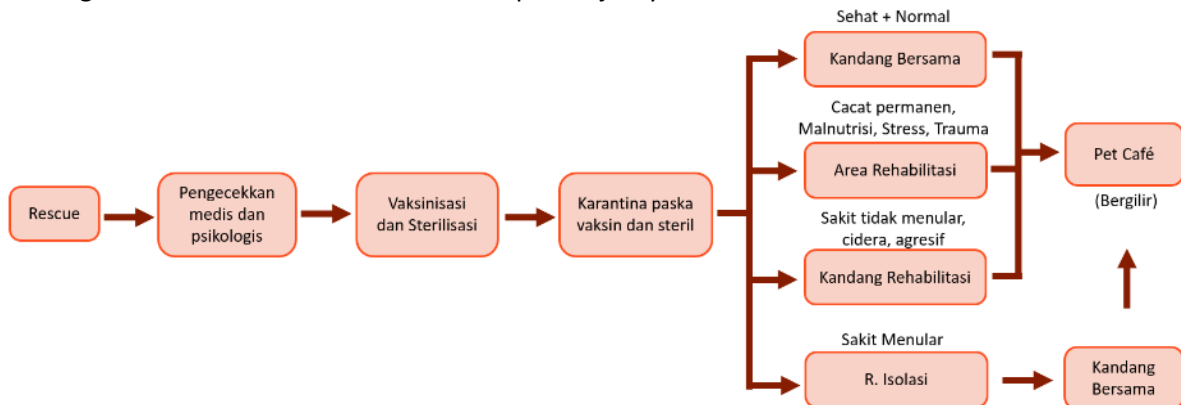 Sehat + Normal
Kandang Bersama
Cacat permanen,
Malnutrisi, Stress, Trauma
Area Rehabilitasi
Pet Café
(Bergilir)
Rescue
Pengecekkan
medis dan
psikologis
Vaksinisasi
dan Sterilisasi
Karantina paska
vaksin dan steril
Sakit tidak menular,
cidera, agresif
Kandang Rehabilitasi
Sakit Menular
R. Isolasi
Kandang
Bersama